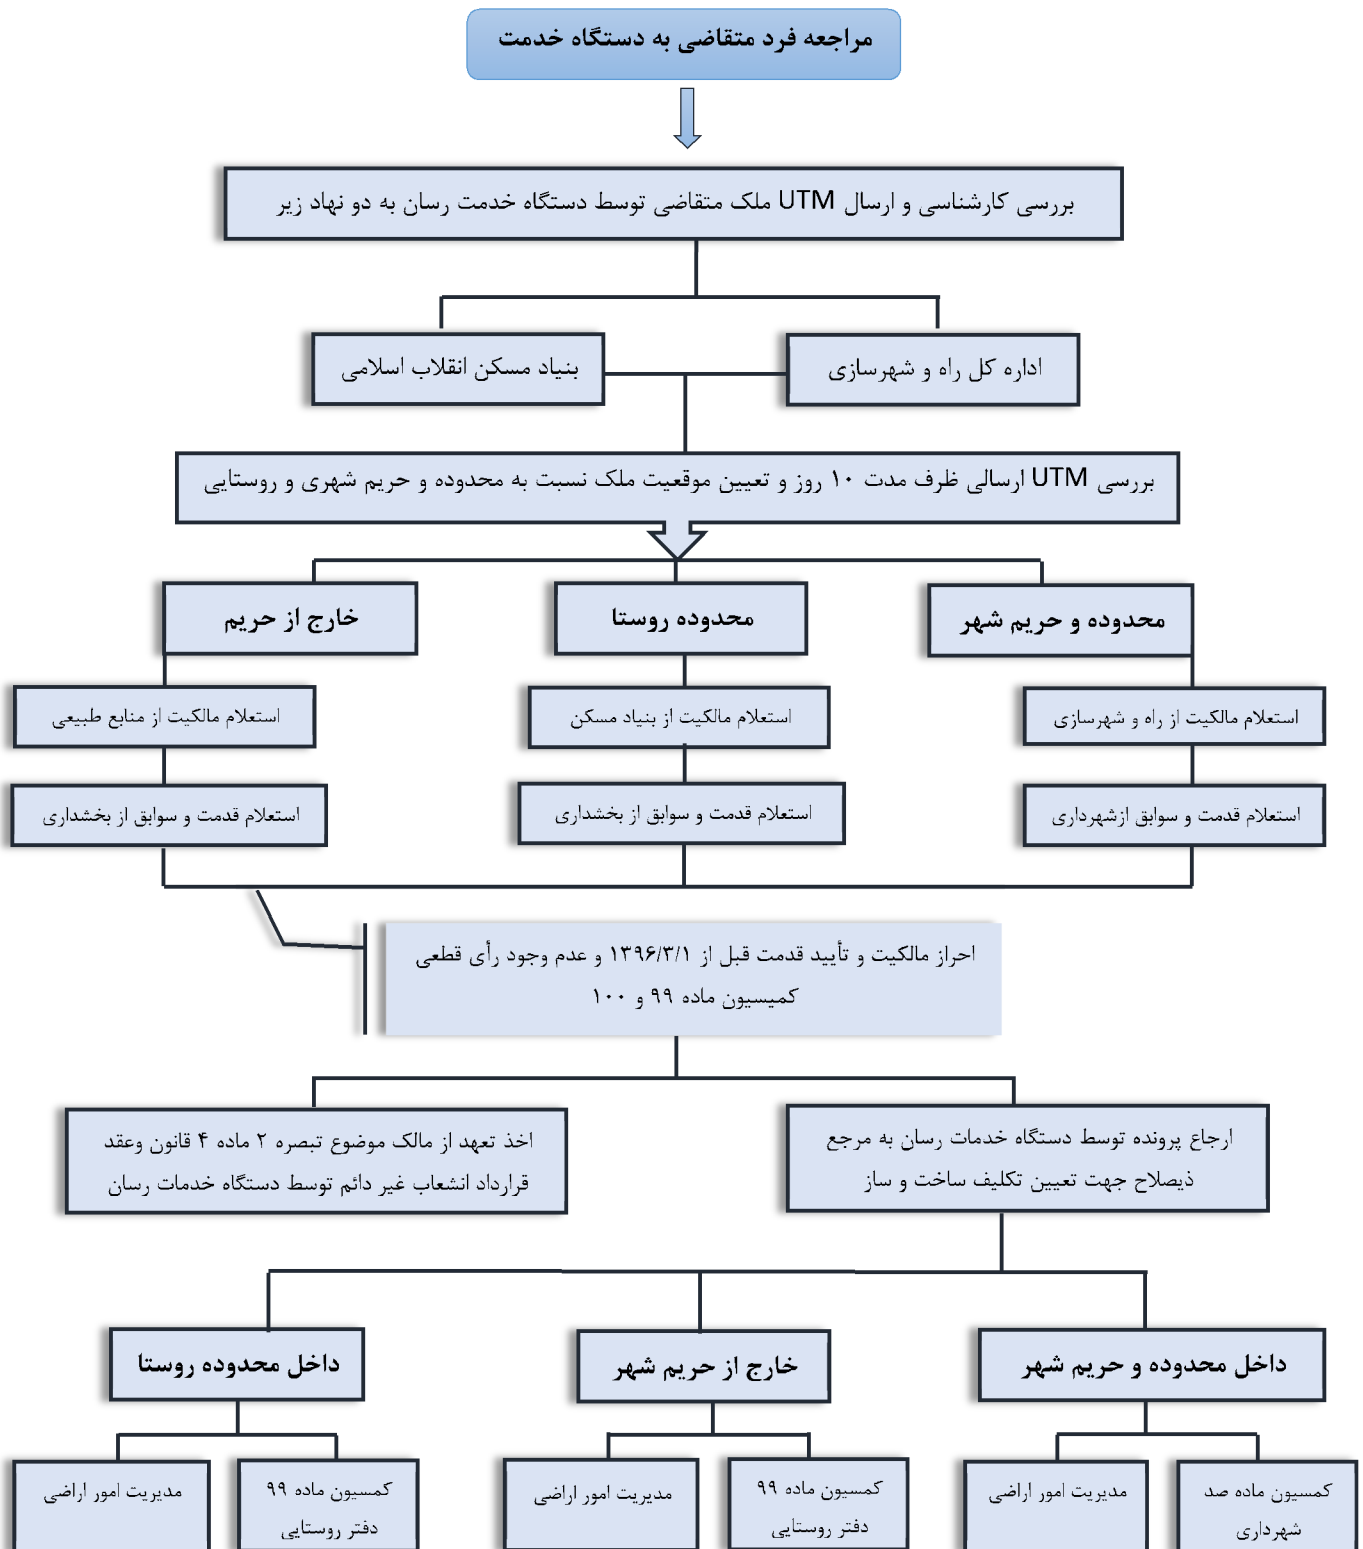 مراجعه فرد متقاضی به دستگاه خدمت
بررسی کارشناسی و ارسال UTM ملک متقاضی توسط دستگاه خدمت رسان به دو نهاد زیر
اداره کل راه و شهرسازی
بنیاد مسکن انقلاب اسلامی
بررسی UTM ارسالی ظرف مدت ۱۰ روز و تعیین موقعیت ملک نسبت به محدوده و حریم شهری و روستایی
محدوده و حریم شهر
محدوده روستا
خارج از حریم
استعلام مالکیت از راه و شهرسازی
استعلام مالکیت از بنیاد مسکن
استعلام مالکیت از منابع طبیعی
استعلام قدمت و سوابق ازشهرداری
استعلام قدمت و سوابق از بخشداری
استعلام قدمت و سوابق از بخشداری
احراز مالکیت و تأیید قدمت قبل از ۱۳۹۶/۳/۱ و عدم وجود رأی قطعی
کمیسیون ماده ۹۹ و ۱۰۰
ارجاع پرونده توسط دستگاه خدمات رسان به مرجع
ذیصلاح جهت تعیین تکلیف ساخت و ساز
اخذ تعهد از مالک موضوع تبصره ۲ ماده ۴ قانون وعقد
قرارداد انشعاب غیر دائم توسط دستگاه خدمات رسان
داخل محدوده و حریم شهر
خارج از حریم شهر
داخل محدوده روستا
کمسیون ماده صد
شهرداری
مدیریت امور اراضی
کمسیون ماده ۹۹
دفتر روستایی
مدیریت امور اراضی
کمسیون ماده ۹۹
دفتر روستایی
مدیریت امور اراضی